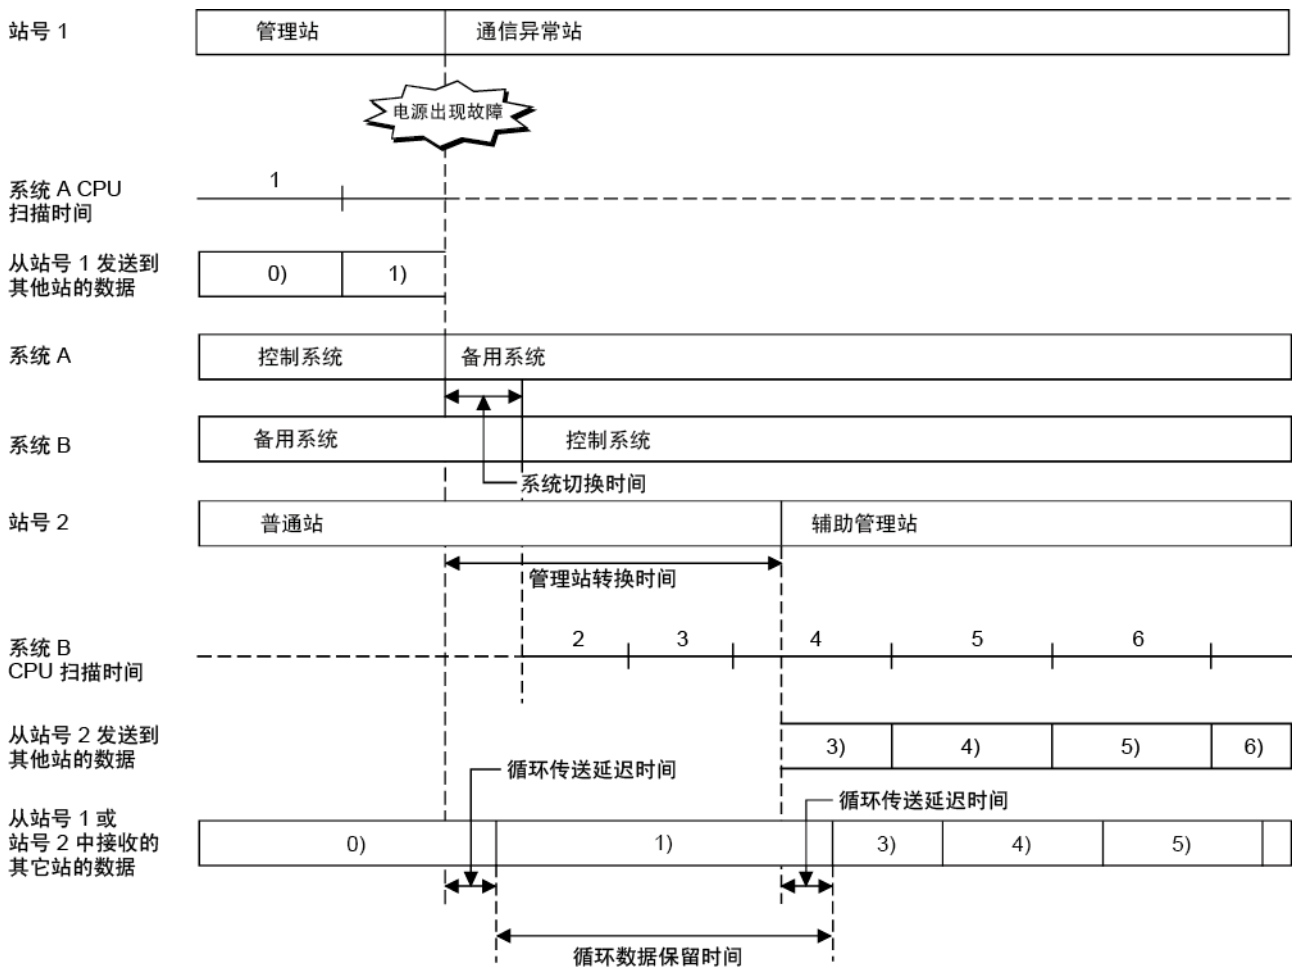 站号 1
管理站
通信异常站
电源出现故障
系统 A CPU
扫描时间
1
从站号 1 发送到
其他站的数据
0)
1)
系统 A
控制系统
备用系统
系统 B
备用系统
控制系统
系统切换时间
站号 2
普通站
辅助管理站
管理站转换时间
系统 B
CPU 扫描时间
2
3
4
5
6
从站号 2 发送到
其他站的数据
3)
4)
5)
6)
循环传送延迟时间
循环传送延迟时间
从站号 1 或
站号 2 中接收的
其它站的数据
0)
1)
3)
4)
5)
循环数据保留时间